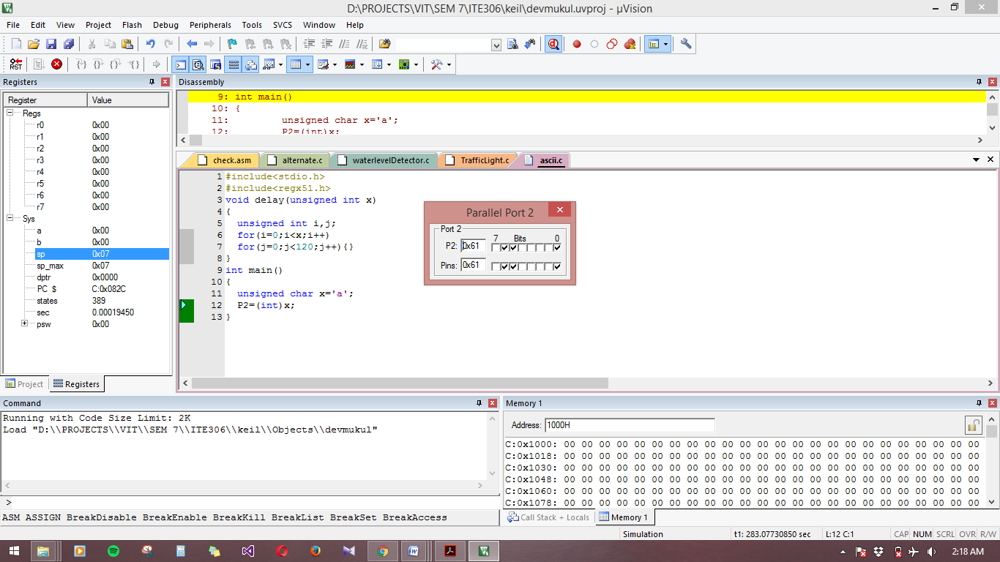 D:\PROJECTS\VIT\SEM 7\ITE306\keil\devmukul.uvproj - µVision
File Edit View Project Flash Debug Peripherals Tools SVCS Window Help
RST
Registers
Register Value
Regs
r0 0x00
r1 0x00
r2 0x00
r3 0x00
r4 0x00
r5 0x00
r6 0x00
r7 0x00
Sys
a 0x00
b 0x00
sp 0x07
sp_max 0x07
dptr 0x0000
PC $ C:0x082C
states 389
sec 0.00019450
psw 0x00
Project Registers
Disassembly
9: int main()
10: {
11: unsigned char x='a';
12: P2=(int)x;
check.asm alternate.c waterlevelDetector.c TrafficLight.c ascii.c
1 #include<stdio.h>
2 #include<regx51.h>
3 void delay(unsigned int x)
4 {
5 unsigned int i,j;
6 for(i=0;i<x;i++)
7 for(j=0;j<120;j++){}
8 }
9 int main()
10 {
11 unsigned char x='a';
12 P2=(int)x;
13 }
Parallel Port 2
Port 2
7 Bits 0
P2: 0x61
Pins: 0x61
Command
Running with Code Size Limit: 2K
Load "D:\\PROJECTS\\VIT\\SEM 7\\ITE306\\keil\\Objects\\devmukul"
>
ASM ASSIGN BreakDisable BreakEnable BreakKill BreakList BreakSet BreakAccess
Memory 1
Address: 1000H
C:0x1000: 00 00 00 00 00 00 00 00 00 00 00 00 00 00 00 00 00 00 00 00 00 00 00 00
C:0x1018: 00 00 00 00 00 00 00 00 00 00 00 00 00 00 00 00 00 00 00 00 00 00 00 00
C:0x1030: 00 00 00 00 00 00 00 00 00 00 00 00 00 00 00 00 00 00 00 00 00 00 00 00
C:0x1048: 00 00 00 00 00 00 00 00 00 00 00 00 00 00 00 00 00 00 00 00 00 00 00 00
C:0x1060: 00 00 00 00 00 00 00 00 00 00 00 00 00 00 00 00 00 00 00 00 00 00 00 00
C:0x1078: 00 00 00 00 00 00 00 00 00 00 00 00 00 00 00 00 00 00 00 00 00 00 00 00
Call Stack + Locals Memory 1
Simulation t1: 283.07730850 sec L:12 C:1 CAP NUM SCRL OVR R/W
2:18 AM